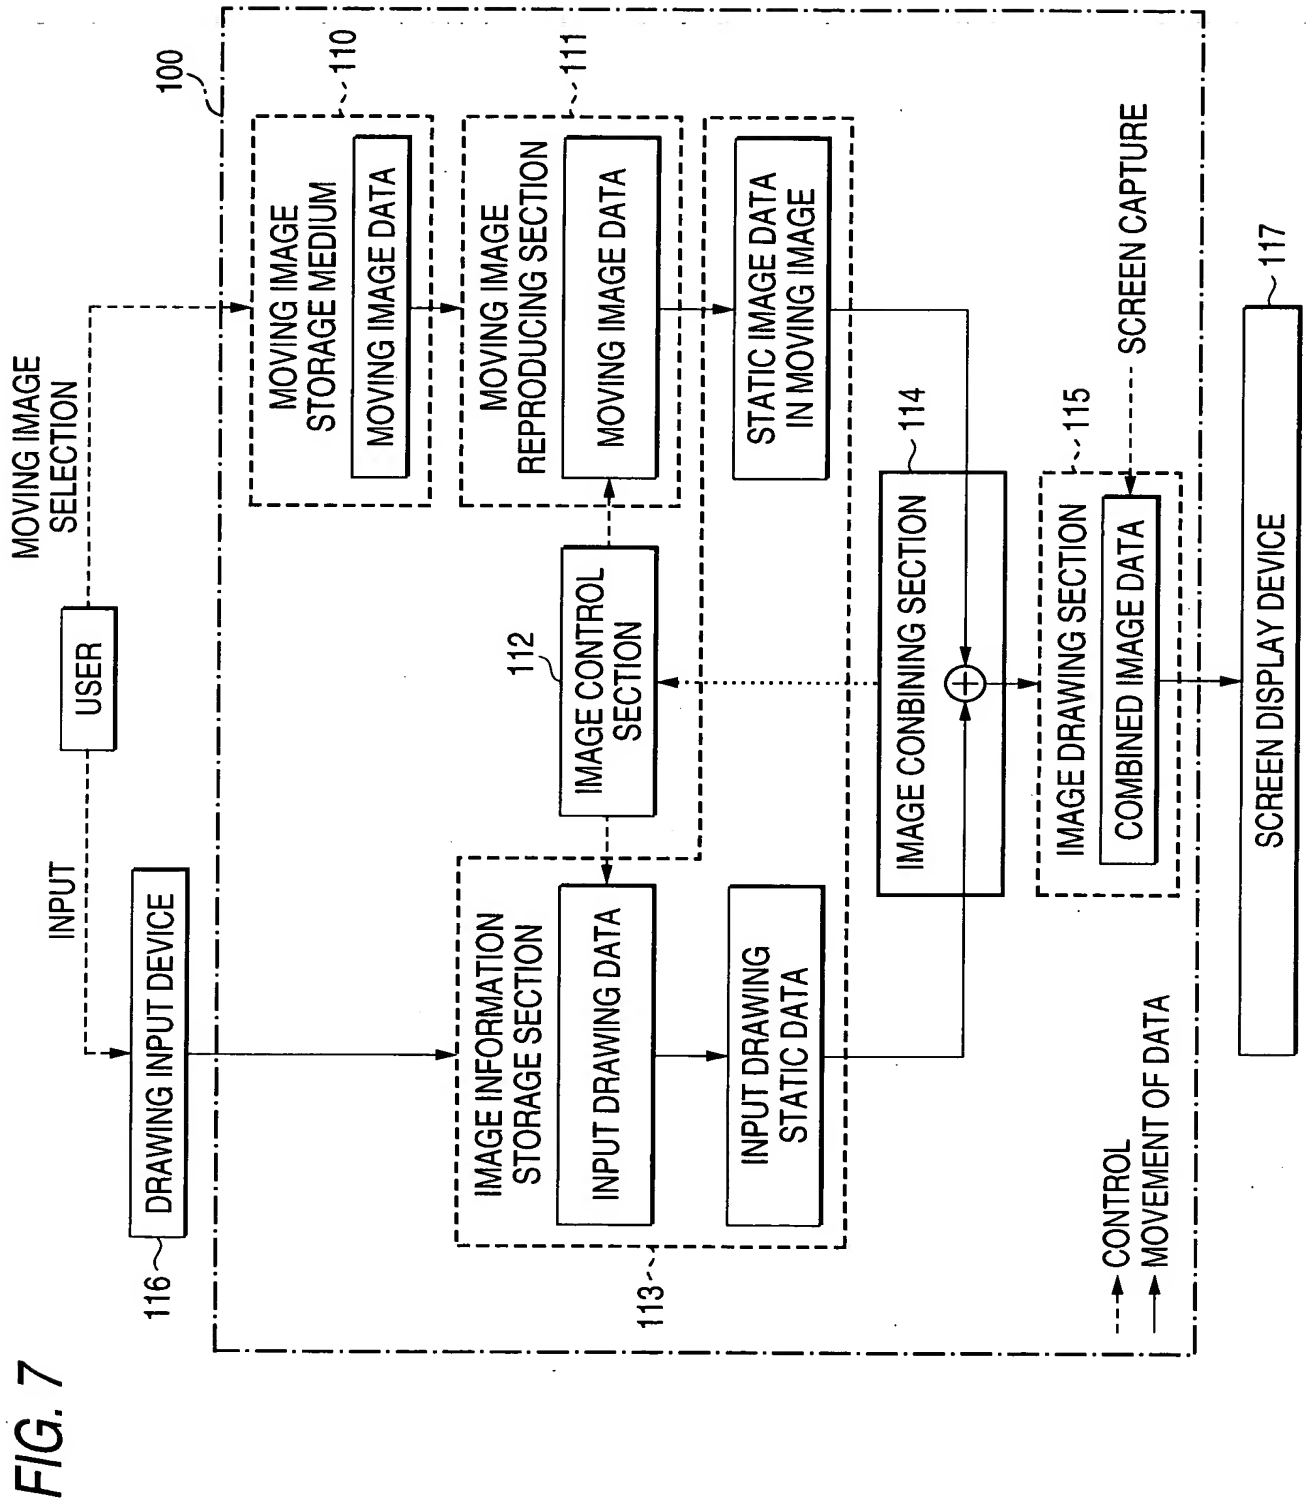 FIG. 7
MOVING IMAGE
SELECTION
USER
INPUT
116
DRAWING INPUT DEVICE
100
110
MOVING IMAGE
STORAGE MEDIUM
MOVING IMAGE DATA
111
MOVING IMAGE
REPRODUCING SECTION
MOVING IMAGE DATA
112
IMAGE CONTROL
SECTION
113
IMAGE INFORMATION
STORAGE SECTION
INPUT DRAWING DATA
INPUT DRAWING
STATIC DATA
STATIC IMAGE DATA
IN MOVING IMAGE
114
IMAGE CONBINING SECTION
+
115
IMAGE DRAWING SECTION
COMBINED IMAGE DATA
SCREEN CAPTURE
CONTROL
MOVEMENT OF DATA
117
SCREEN DISPLAY DEVICE